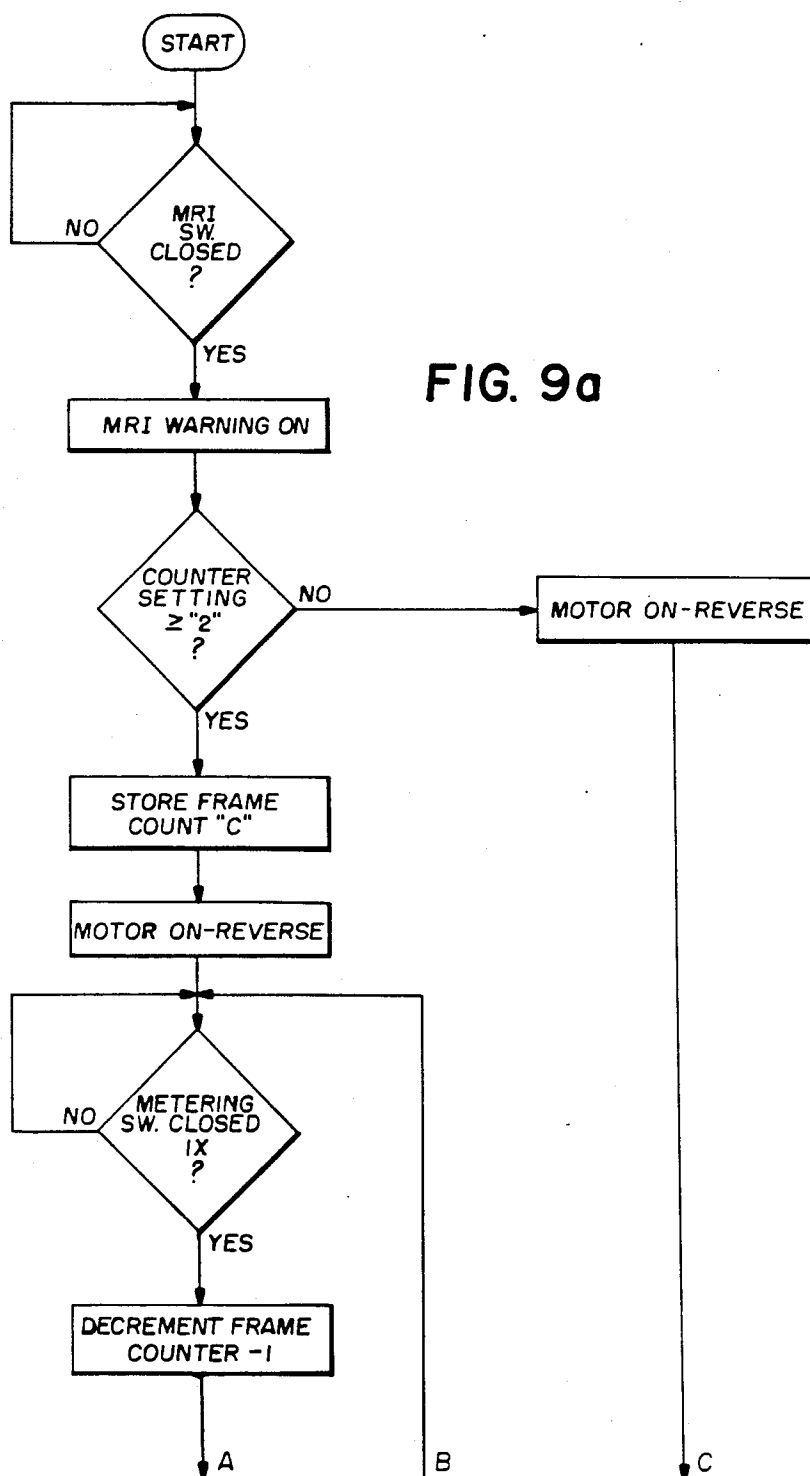 START
MRI
SW.
CLOSED
?
NO
YES
FIG. 9a
MRI WARNING ON
COUNTER
SETTING
≥ "2"
?
NO
MOTOR ON-REVERSE
YES
STORE FRAME
COUNT "C"
MOTOR ON-REVERSE
METERING
SW. CLOSED
1X
?
NO
YES
DECREMENT FRAME
COUNTER -1
A
B
C